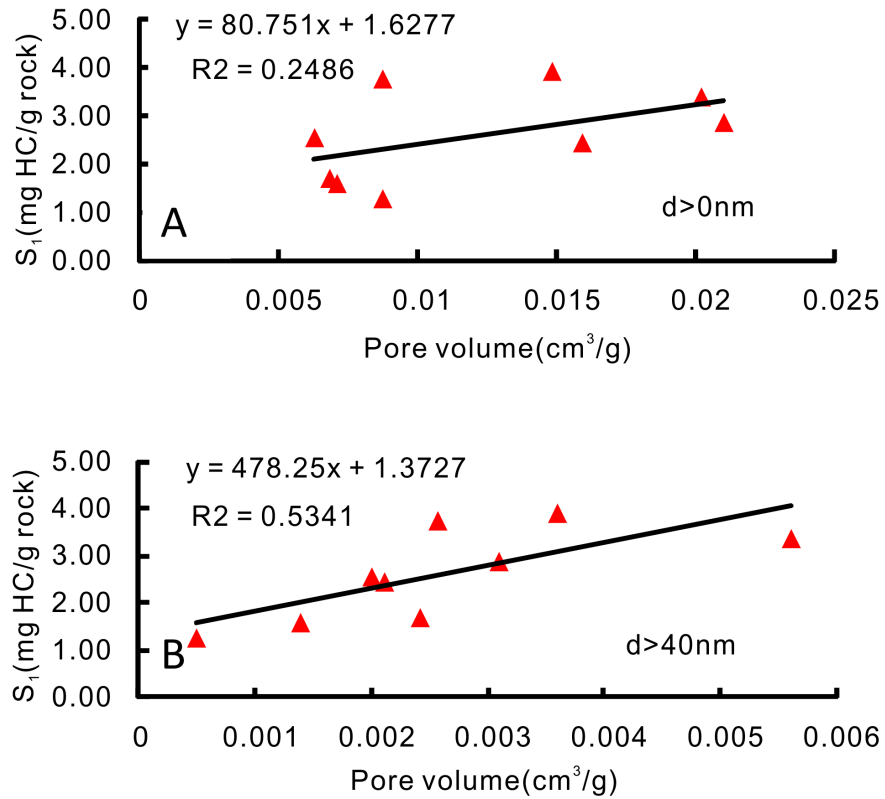 y = 80.751x + 1.6277
R2 = 0.2486
S₁(mg HC/g rock)
5.00
4.00
3.00
2.00
1.00
0.00
A
d>0nm
0 0.005 0.01 0.015 0.02 0.025
Pore volume(cm³/g)
y = 478.25x + 1.3727
R2 = 0.5341
S₁(mg HC/g rock)
5.00
4.00
3.00
2.00
1.00
0.00
B
d>40nm
0 0.001 0.002 0.003 0.004 0.005 0.006
Pore volume(cm³/g)